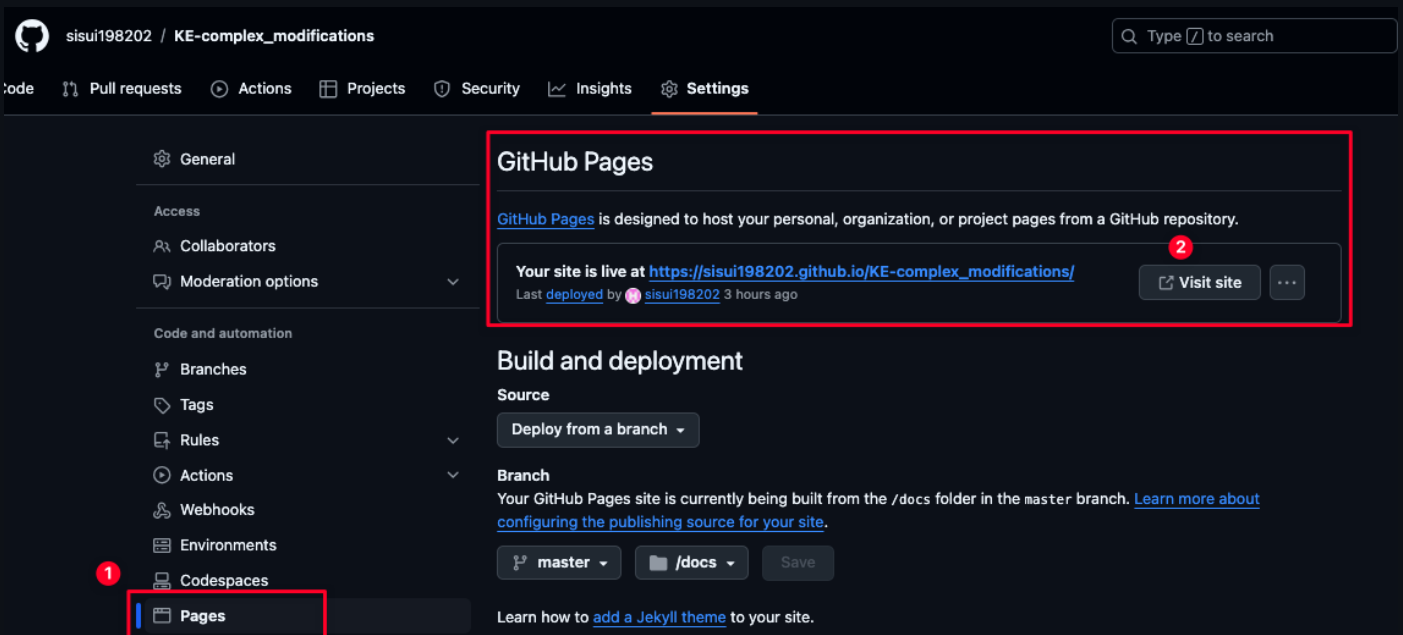 sisui198202 / KE-complex_modifications
Type / to search
Code Pull requests Actions Projects Security Insights Settings
General
Access
Collaborators
Moderation options
Code and automation
Branches
Tags
Rules
Actions
Webhooks
Environments
Codespaces
1
Pages
GitHub Pages
GitHub Pages is designed to host your personal, organization, or project pages from a GitHub repository.
2
Your site is live at https://sisui198202.github.io/KE-complex_modifications/
Last deployed by sisui198202 3 hours ago
Visit site
Build and deployment
Source
Deploy from a branch
Branch
Your GitHub Pages site is currently being built from the /docs folder in the master branch. Learn more about
configuring the publishing source for your site.
master /docs Save
Learn how to add a Jekyll theme to your site.